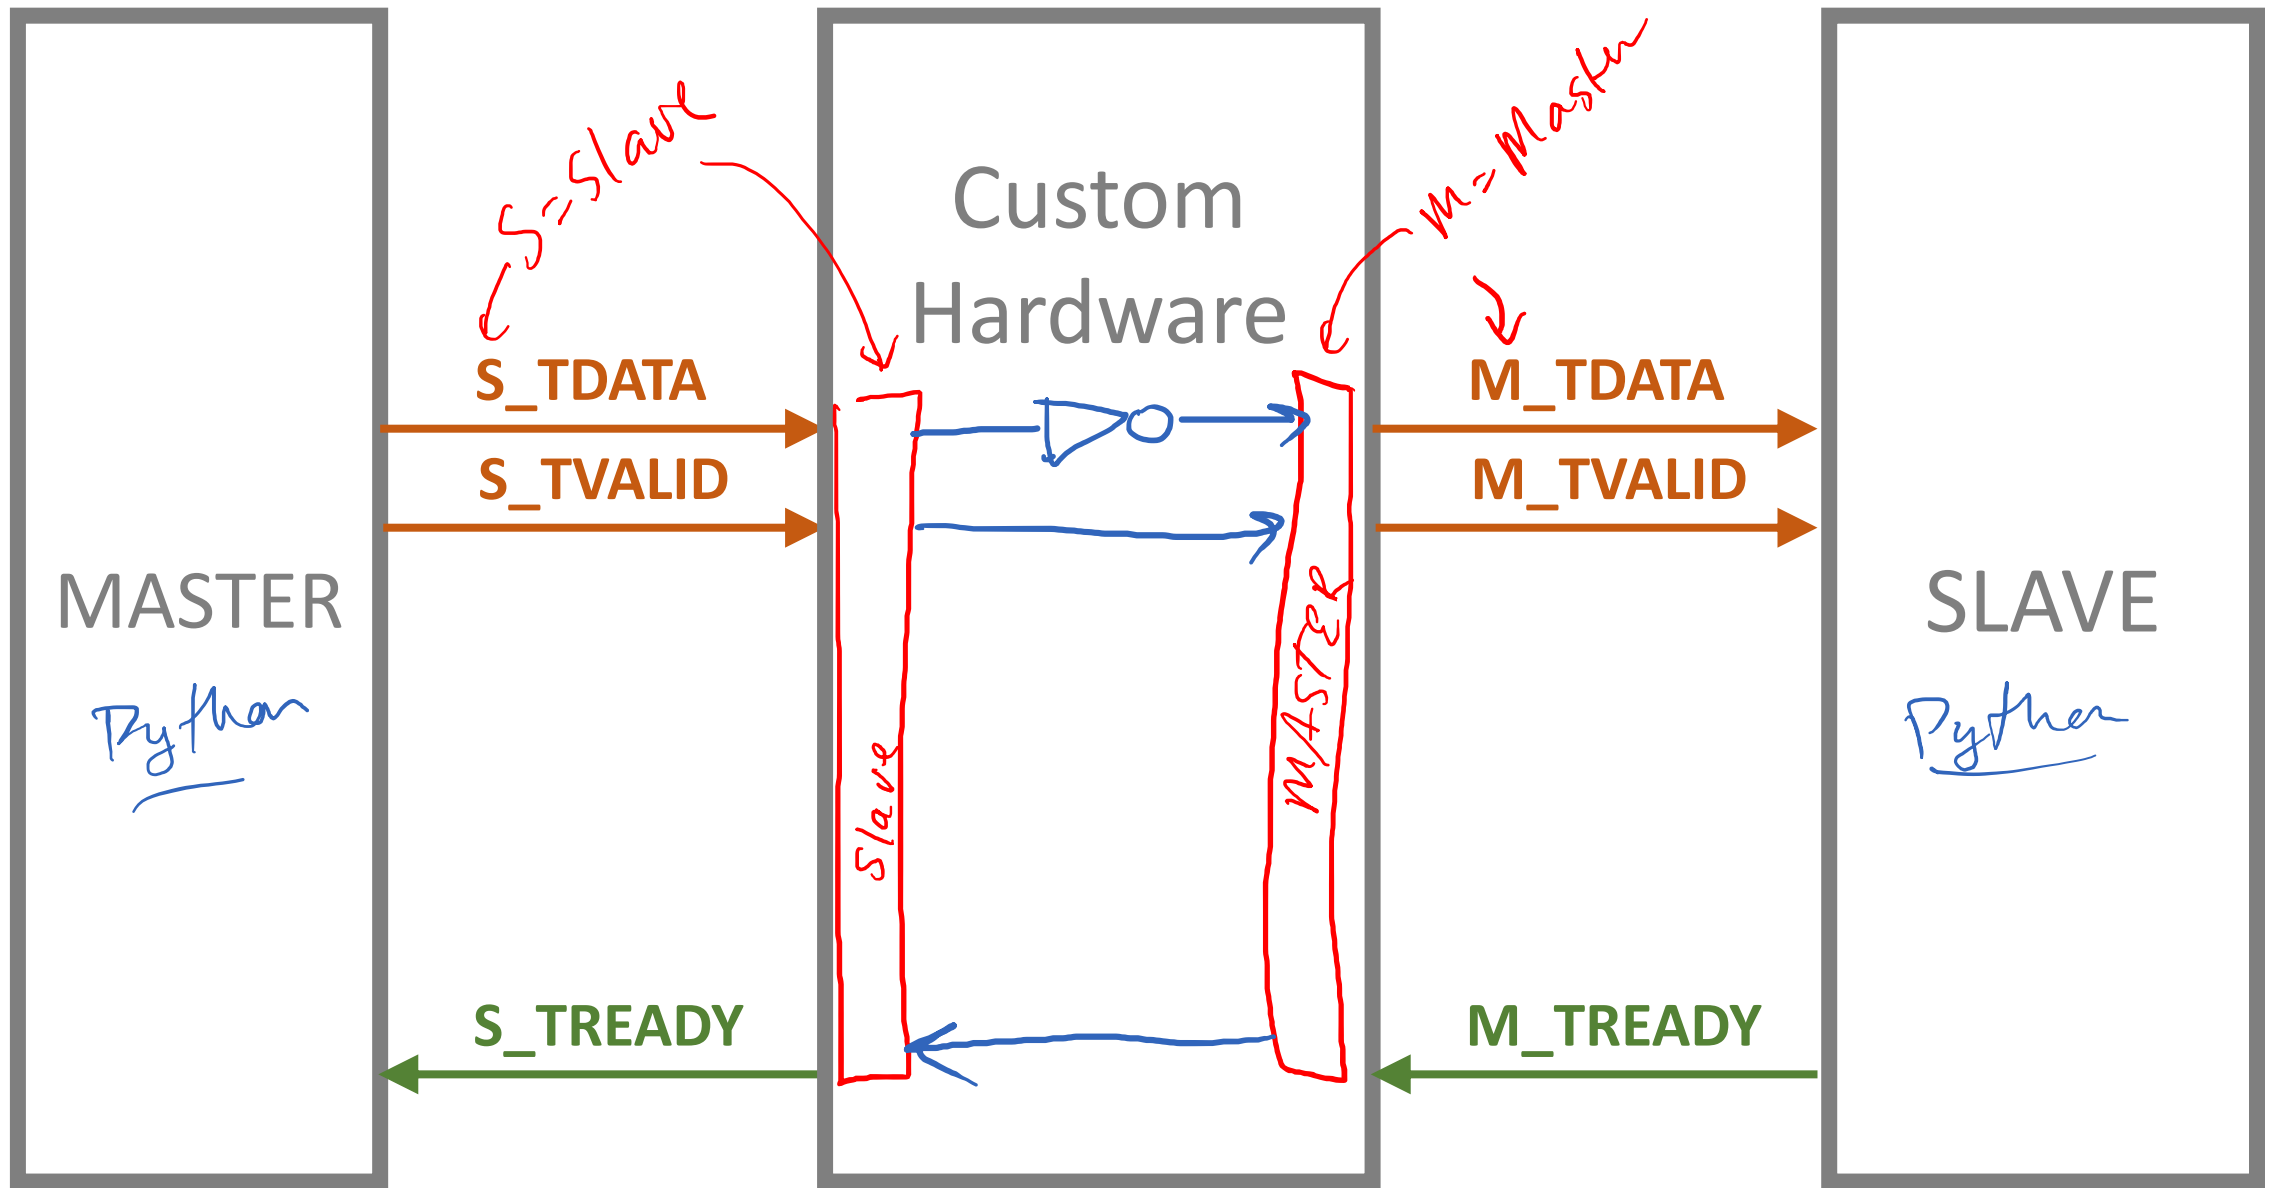 S=Slave
M=Master
Custom
Hardware
S_TDATA
M_TDATA
S_TVALID
M_TVALID
MASTER
SLAVE
Python
Python
MASTER
Slave
S_TREADY
M_TREADY